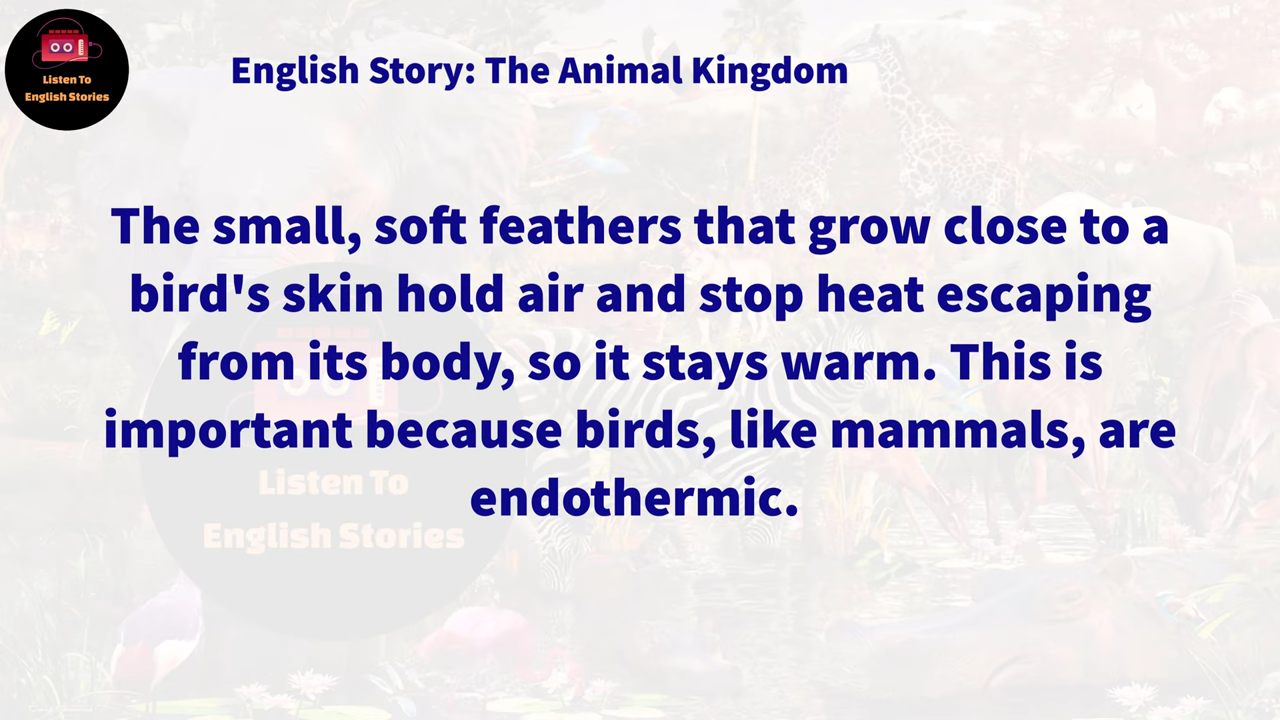 Listen To
English Stories
English Story: The Animal Kingdom
The small, soft feathers that grow close to a
bird's skin hold air and stop heat escaping
from its body, so it stays warm. This is
important because birds, like mammals, are
endothermic.
Listen To
English Stories